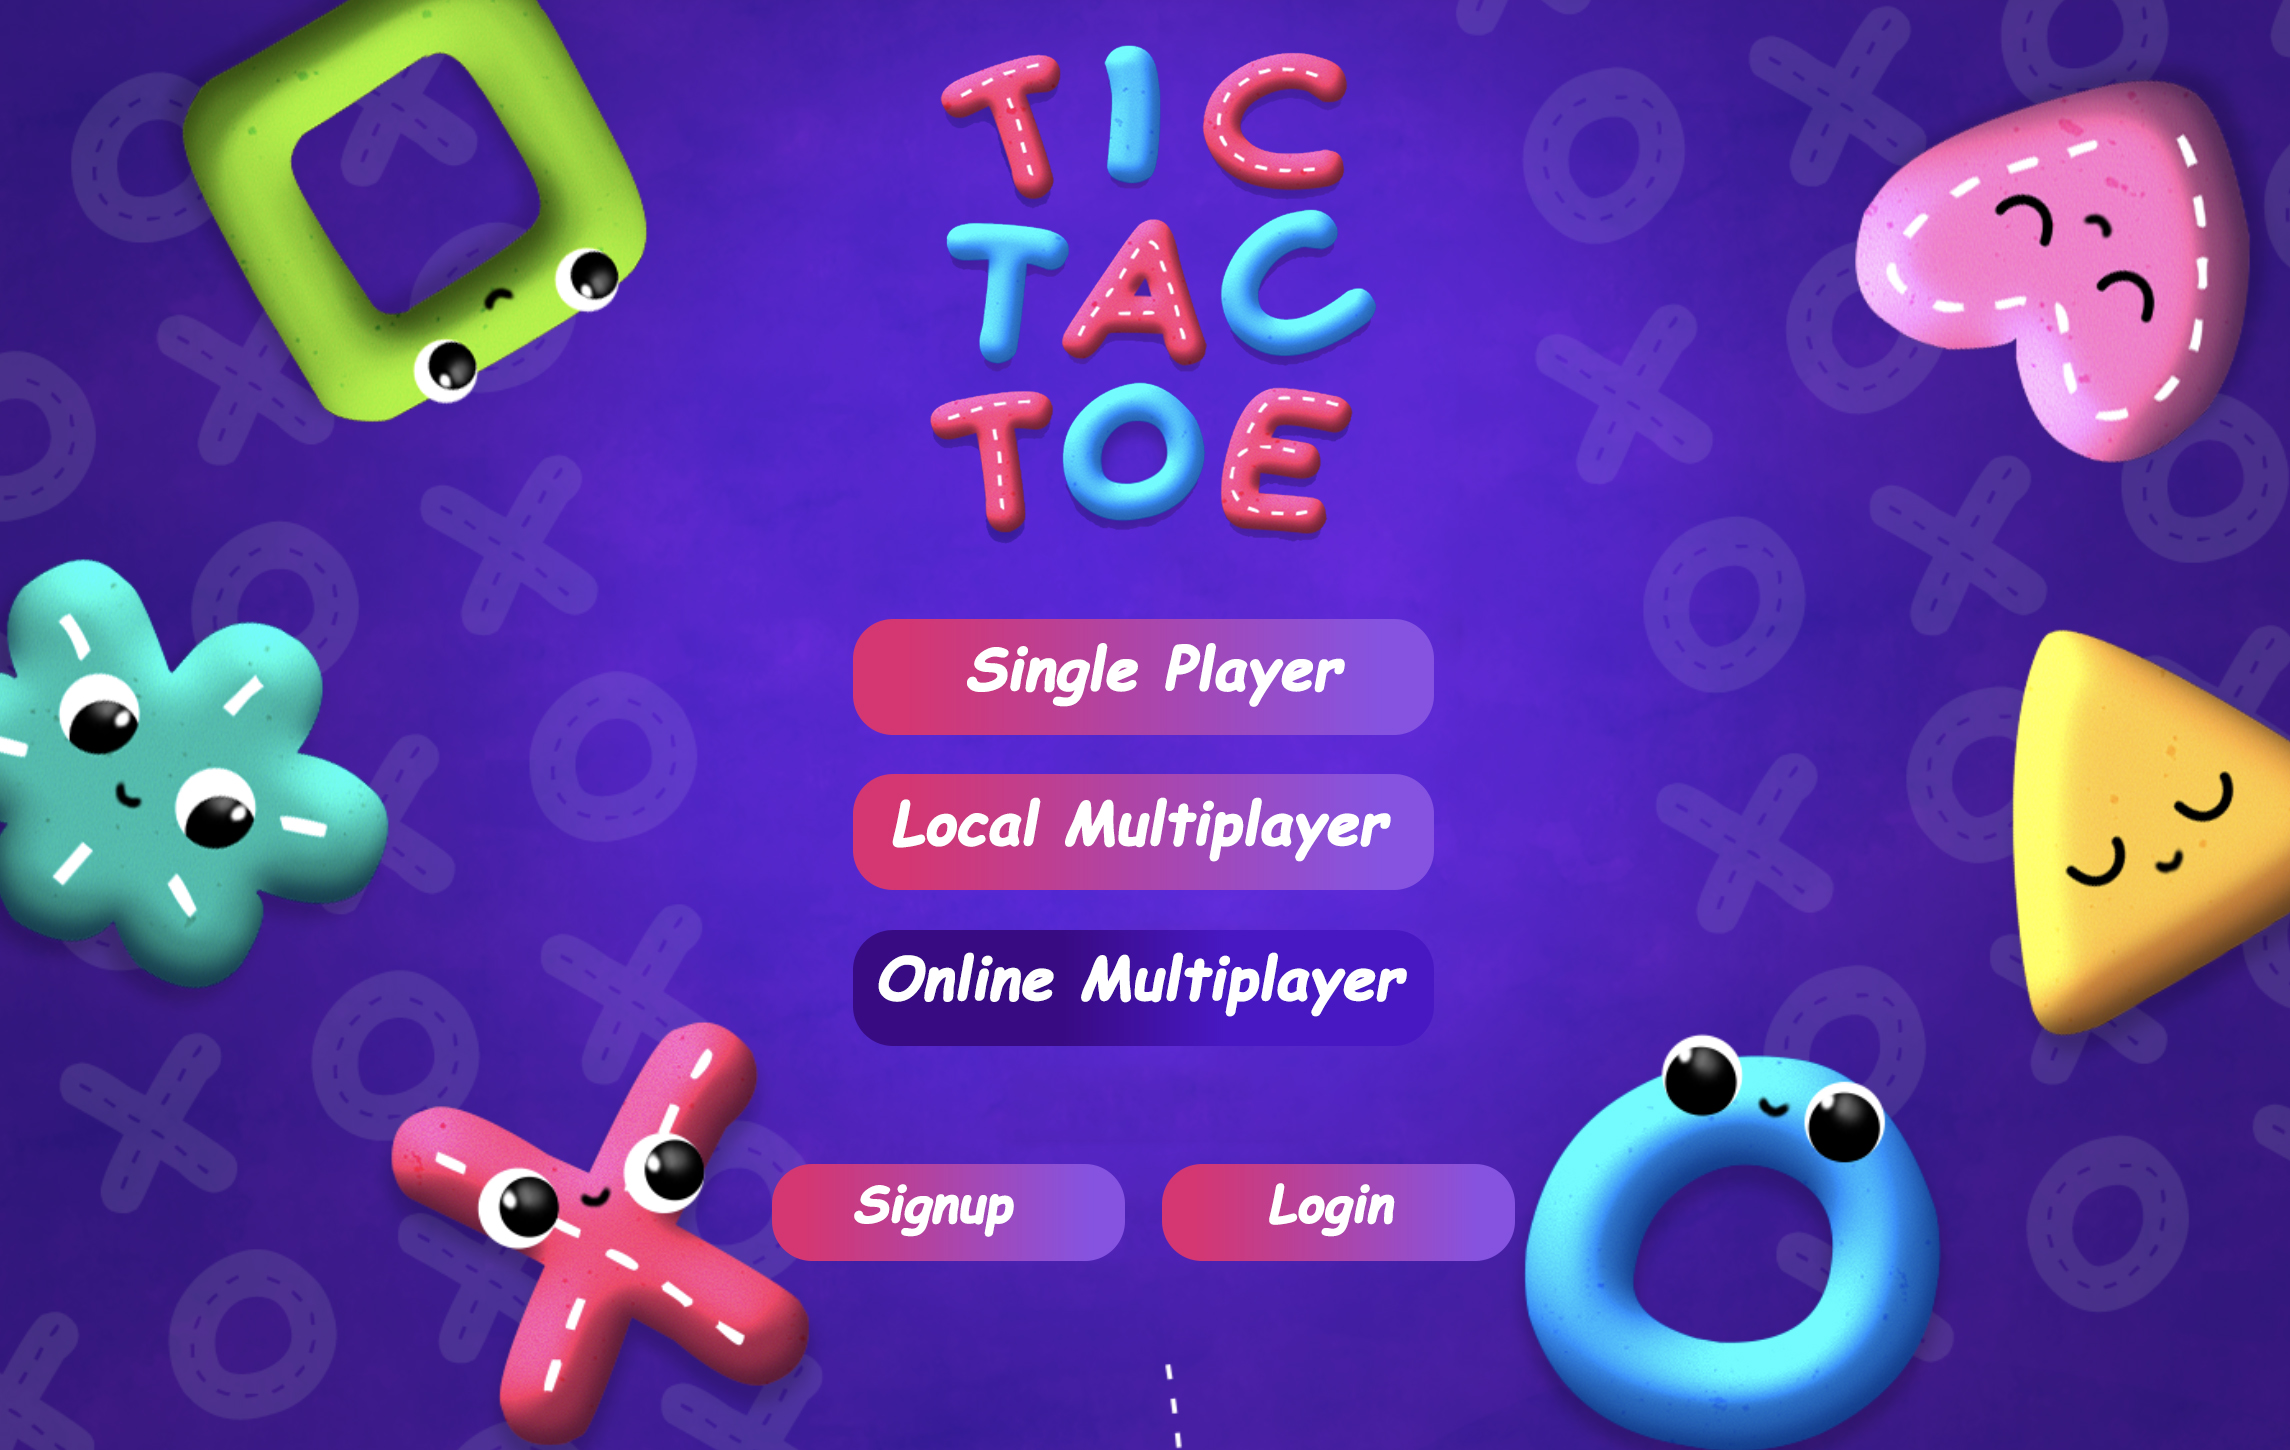 TIC
TAC
TOE
Single Player
Local Multiplayer
Online Multiplayer
Signup
Login